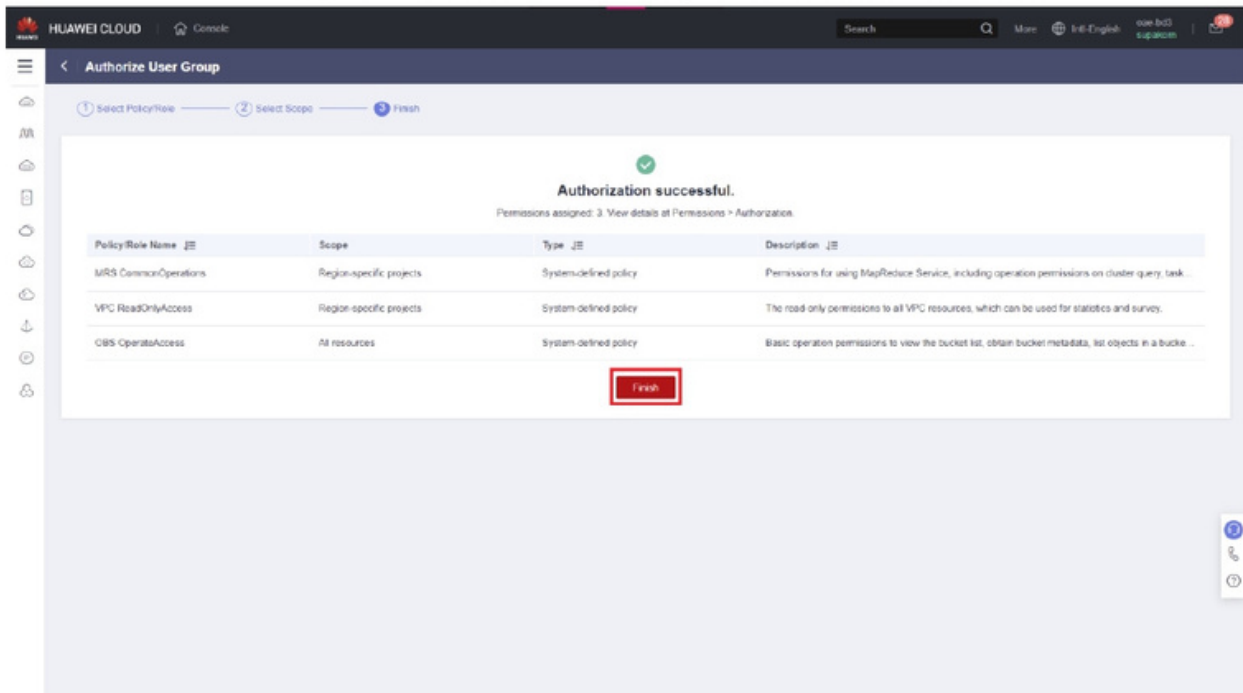 HUAWEI
HUAWEI CLOUD
Console
Search
More
Intl-English
supakorn
28
Authorize User Group
1 Select Policy/Role
2 Select Scope
3 Finish
Authorization successful.
Permissions assigned: 3. View details at Permissions > Authorization.
Policy/Role Name Scope Type Description
MRS CommonOperations Region-specific projects System-defined policy Permissions for using MapReduce Service, including operation permissions on cluster query, task...
VPC ReadOnlyAccess Region-specific projects System-defined policy The read-only permissions to all VPC resources, which can be used for statistics and survey.
OBS OperateAccess All resources System-defined policy Basic operation permissions to view the bucket list, obtain bucket metadata, list objects in a bucke...
Finish